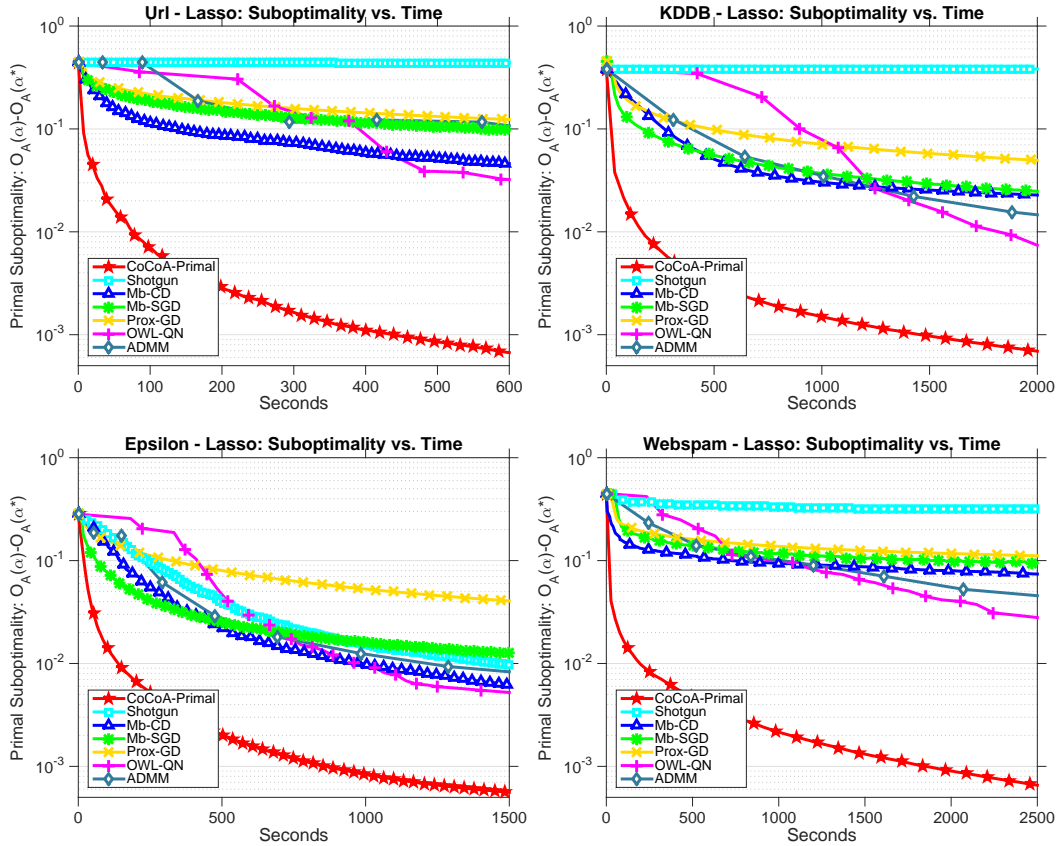 Url - Lasso: Suboptimality vs. Time
Primal Suboptimality: O_A(α)-O_A(α*)
10^0
10^-1
10^-2
10^-3
CoCoA-Primal
Shotgun
Mb-CD
Mb-SGD
Prox-GD
OWL-QN
ADMM
0 100 200 300 400 500 600
Seconds
KDDB - Lasso: Suboptimality vs. Time
Primal Suboptimality: O_A(α)-O_A(α*)
10^0
10^-1
10^-2
10^-3
CoCoA-Primal
Shotgun
Mb-CD
Mb-SGD
Prox-GD
OWL-QN
ADMM
0 500 1000 1500 2000
Seconds
Epsilon - Lasso: Suboptimality vs. Time
Primal Suboptimality: O_A(α)-O_A(α*)
10^0
10^-1
10^-2
10^-3
CoCoA-Primal
Shotgun
Mb-CD
Mb-SGD
Prox-GD
OWL-QN
ADMM
0 500 1000 1500
Seconds
Webspam - Lasso: Suboptimality vs. Time
Primal Suboptimality: O_A(α)-O_A(α*)
10^0
10^-1
10^-2
10^-3
CoCoA-Primal
Shotgun
Mb-CD
Mb-SGD
Prox-GD
OWL-QN
ADMM
0 500 1000 1500 2000 2500
Seconds